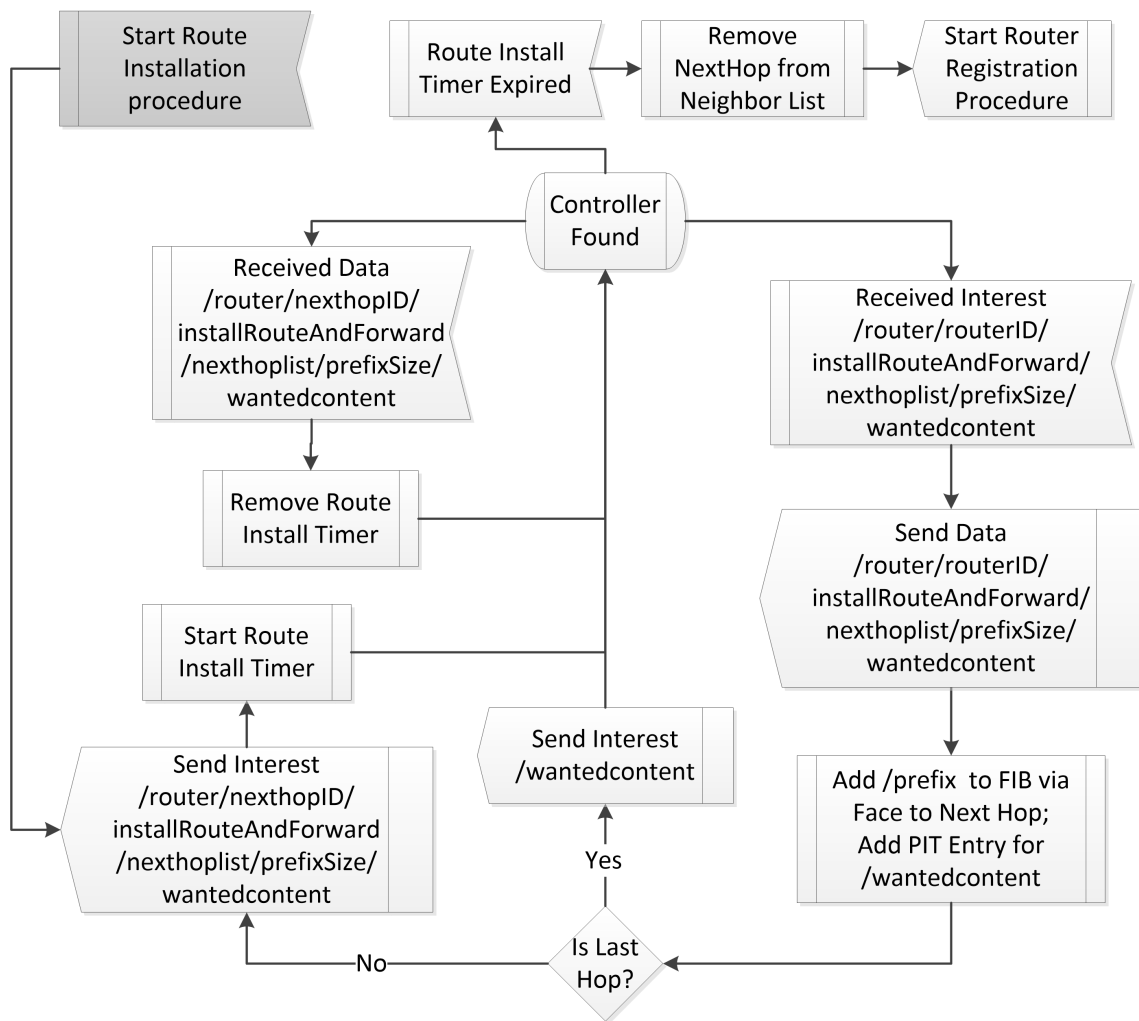 Start Route
Installation
procedure
Route Install
Timer Expired
Remove
NextHop from
Neighbor List
Start Router
Registration
Procedure
Controller
Found
Received Data
/router/nexthopID/
installRouteAndForward
/nexthoplist/prefixSize/
wantedcontent
Received Interest
/router/routerID/
installRouteAndForward/
nexthoplist/prefixSize/
wantedcontent
Remove Route
Install Timer
Send Data
/router/routerID/
installRouteAndForward/
nexthoplist/prefixSize/
wantedcontent
Start Route
Install Timer
Send Interest
/wantedcontent
Send Interest
/router/nexthopID/
installRouteAndForward
/nexthoplist/prefixSize/
wantedcontent
Add /prefix  to FIB via
Face to Next Hop;
Add PIT Entry for
/wantedcontent
Yes
Is Last
Hop?
No